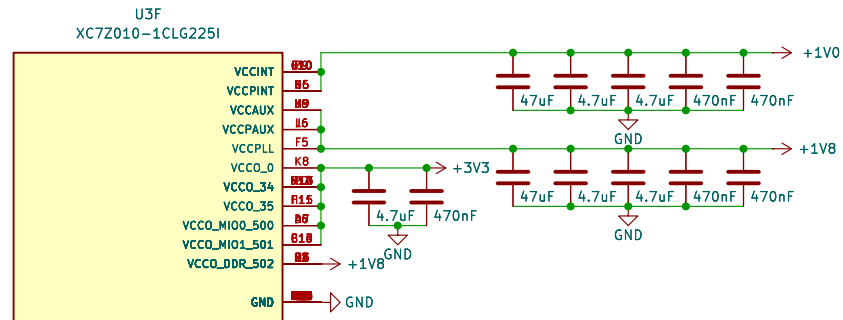 U3F
XC7Z010-1CLG225I
VCCINT
+1V0
VCCPINT
47uF 4.7uF 4.7uF 470nF 470nF
VCCAUX
VCCPAUX
GND
VCCPLL F5
+1V8
VCCO_0 K8
+3V3
VCCO_34
47uF 4.7uF 4.7uF 470nF 470nF
VCCO_35
4.7uF 470nF
VCCO_MIO0_500
GND
VCCO_MIO1_501
GND
VCCO_DDR_502
+1V8
GND
GND